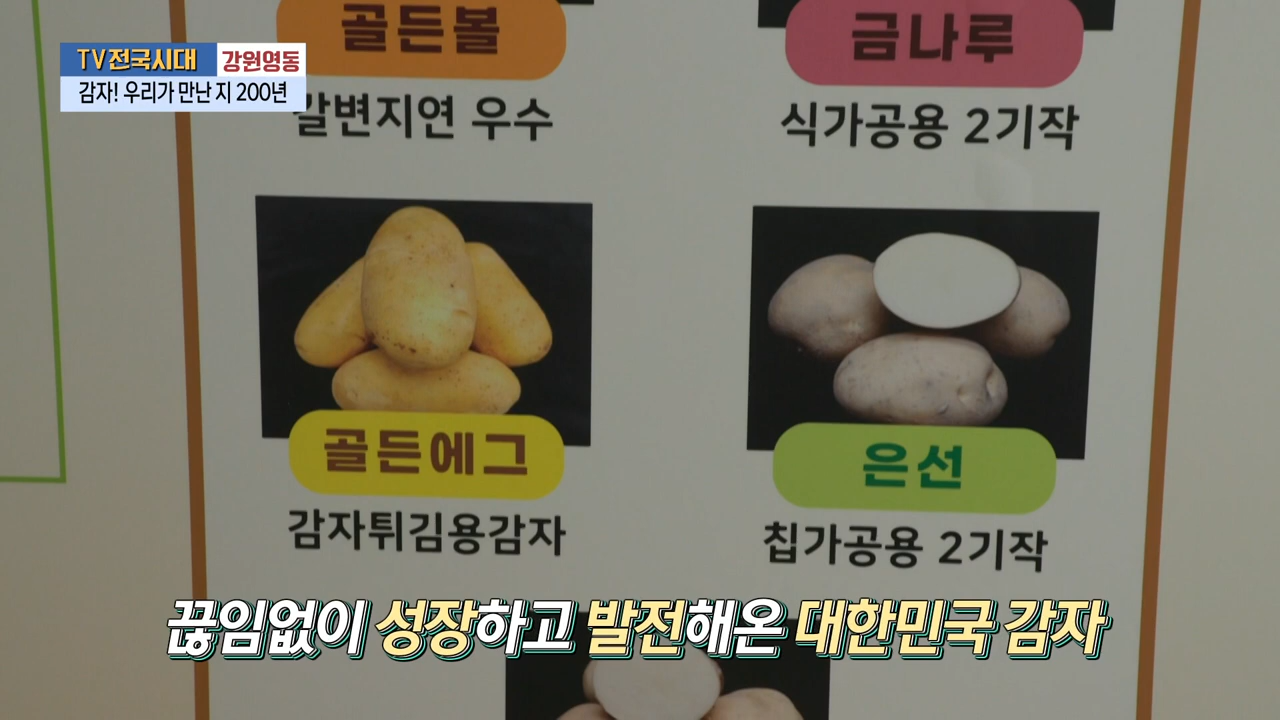 TV전국시대 강원영동
감자! 우리가 만난 지 200년
골든볼
금나루
갈변지연 우수
식가공용 2기작
골든에그
은선
감자튀김용감자
칩가공용 2기작
끊임없이 성장하고 발전해온 대한민국 감자